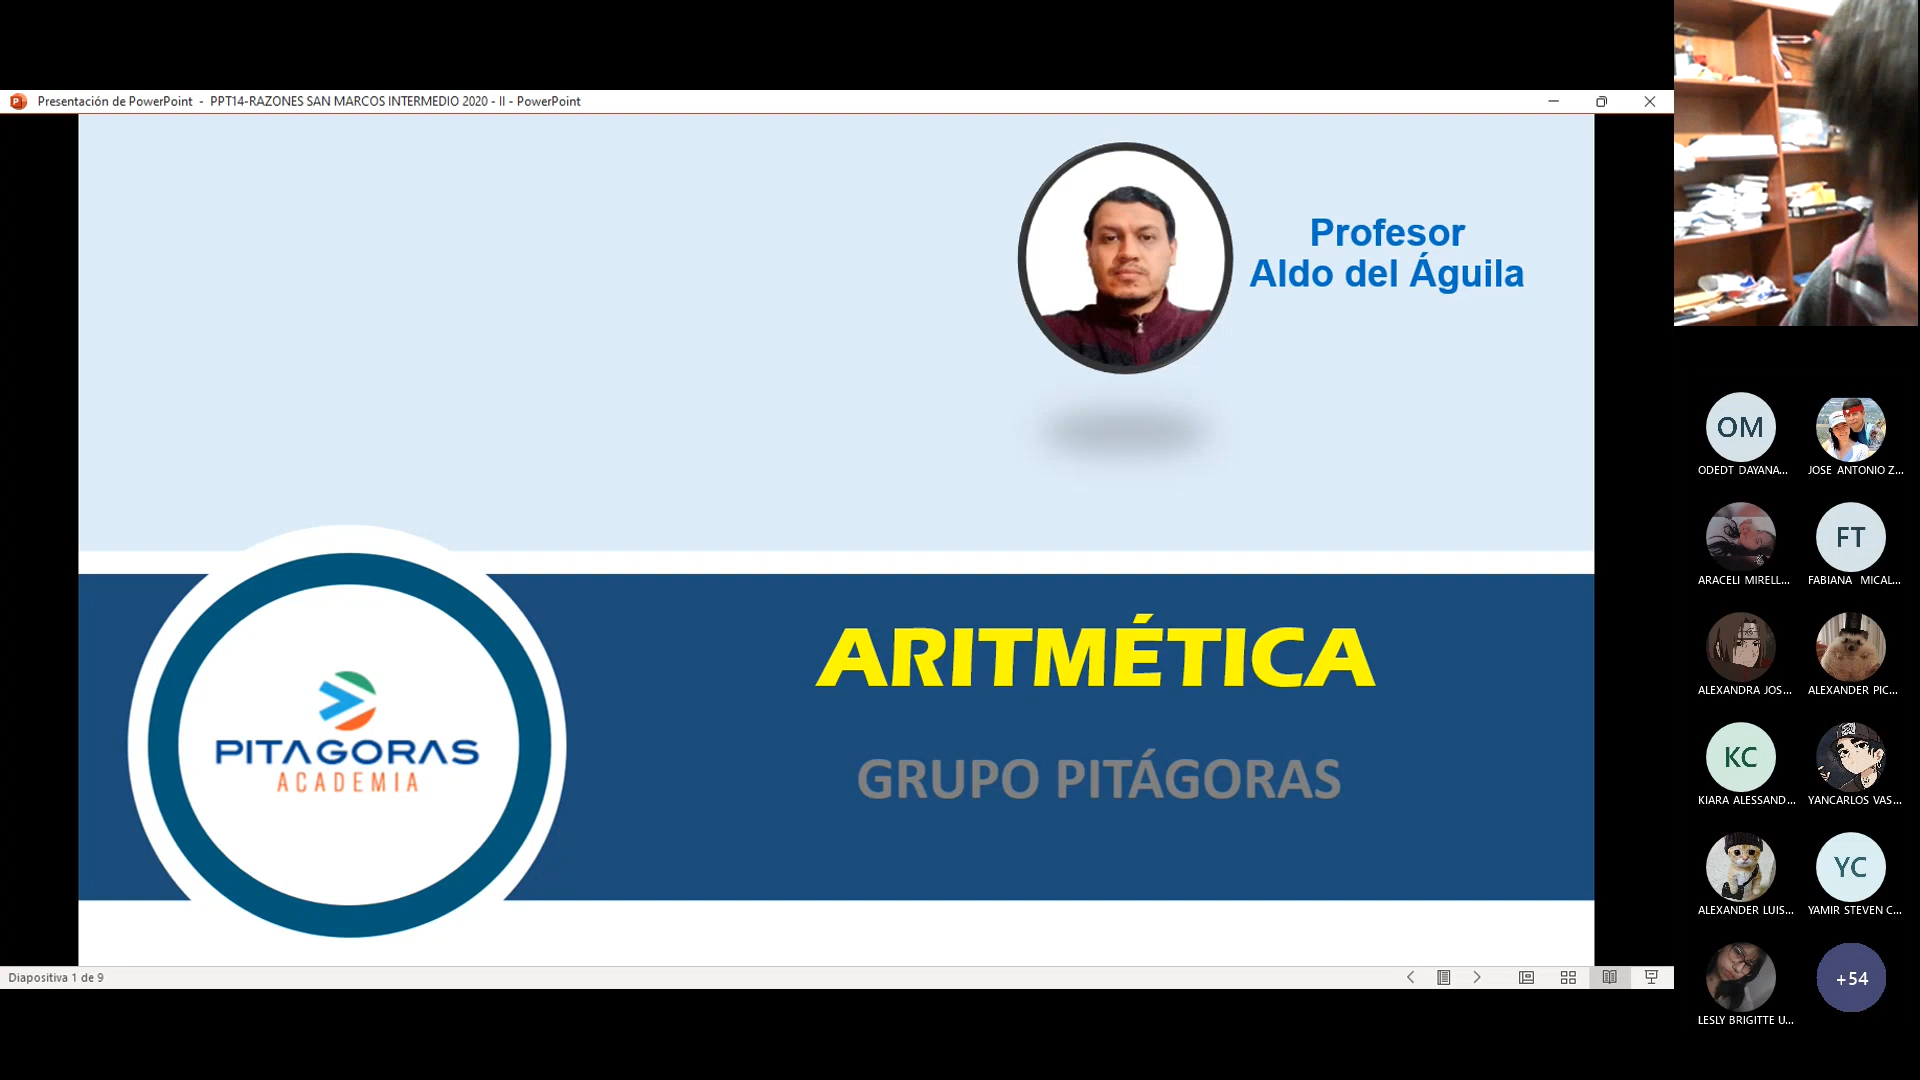 Presentación de PowerPoint - PPT14-RAZONES SAN MARCOS INTERMEDIO 2020 - II - PowerPoint
Profesor
Aldo del Águila
ARITMÉTICA
GRUPO PITÁGORAS
PITAGORAS
ACADEMIA
Diapositiva 1 de 9
OM
ODEDT DAYANA...
JOSE ANTONIO Z...
ARACELI MIRELL...
FT
FABIANA MICAL...
ALEXANDRA JOS...
ALEXANDER PIC...
KC
KIARA ALESSAND...
YANCARLOS VAS...
ALEXANDER LUIS...
YC
YAMIR STEVEN C...
LESLY BRIGITTE U...
+54